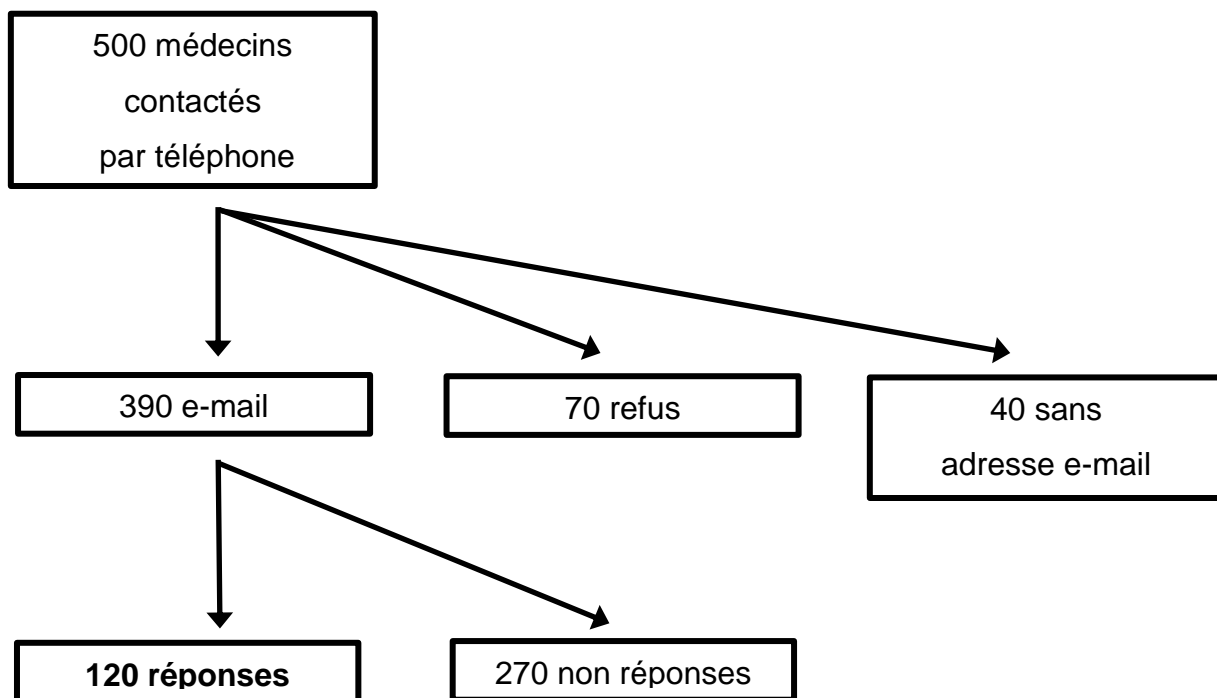 500 médecins
contactés
par téléphone
390 e-mail
70 refus
40 sans
adresse e-mail
120 réponses
270 non réponses